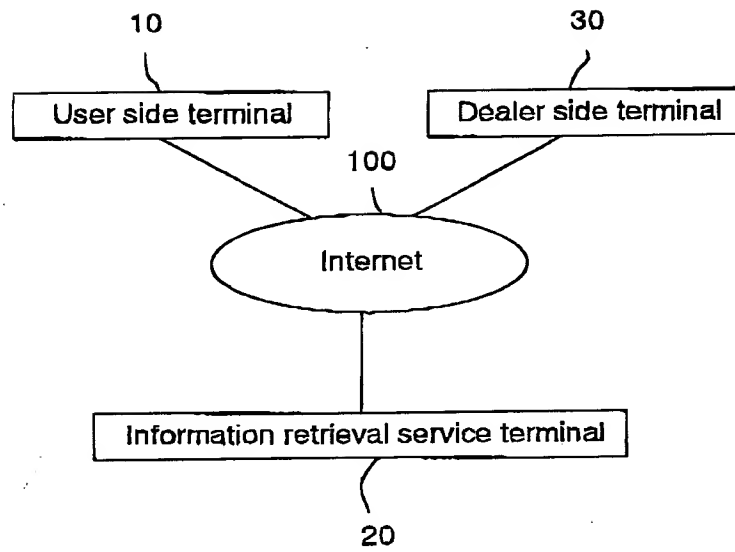 10
30
User side terminal
Dealer side terminal
100
Internet
Information retrieval service terminal
20